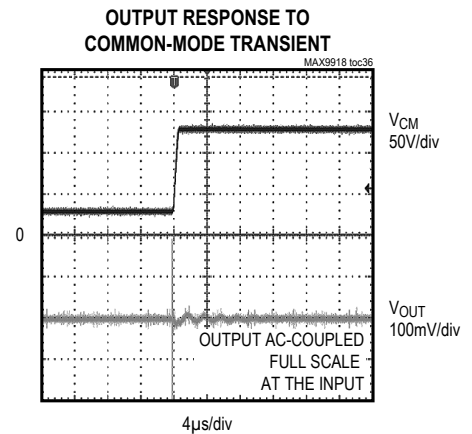 OUTPUT RESPONSE TO
COMMON-MODE TRANSIENT
MAX9918 toc36
VCM
50V/div
0
VOUT
100mV/div
OUTPUT AC-COUPLED
FULL SCALE
AT THE INPUT
4µs/div